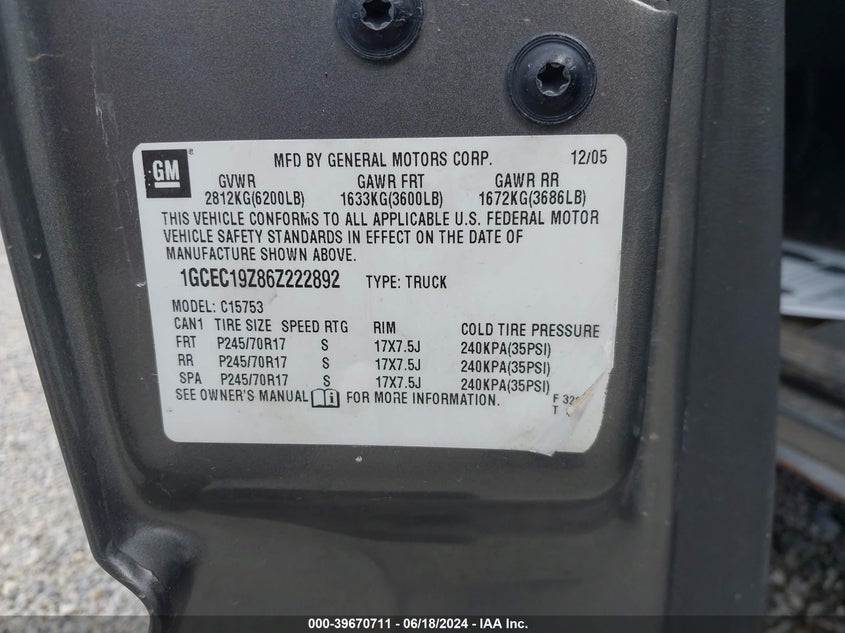 GM ®
MFD BY GENERAL MOTORS CORP. 12/05
GVWR GAWR FRT GAWR RR
2812KG(6200LB) 1633KG(3600LB) 1672KG(3686LB)
THIS VEHICLE CONFORMS TO ALL APPLICABLE U.S. FEDERAL MOTOR
VEHICLE SAFETY STANDARDS IN EFFECT ON THE DATE OF
MANUFACTURE SHOWN ABOVE.
1GCEC19Z86Z222892 TYPE: TRUCK
MODEL: C15753
CAN1 TIRE SIZE SPEED RTG RIM COLD TIRE PRESSURE
FRT P245/70R17 S 17X7.5J 240KPA(35PSI)
RR P245/70R17 S 17X7.5J 240KPA(35PSI)
SPA P245/70R17 S 17X7.5J 240KPA(35PSI)
SEE OWNER'S MANUAL i FOR MORE INFORMATION.
F
T
000-39670711 - 06/18/2024 - IAA Inc.